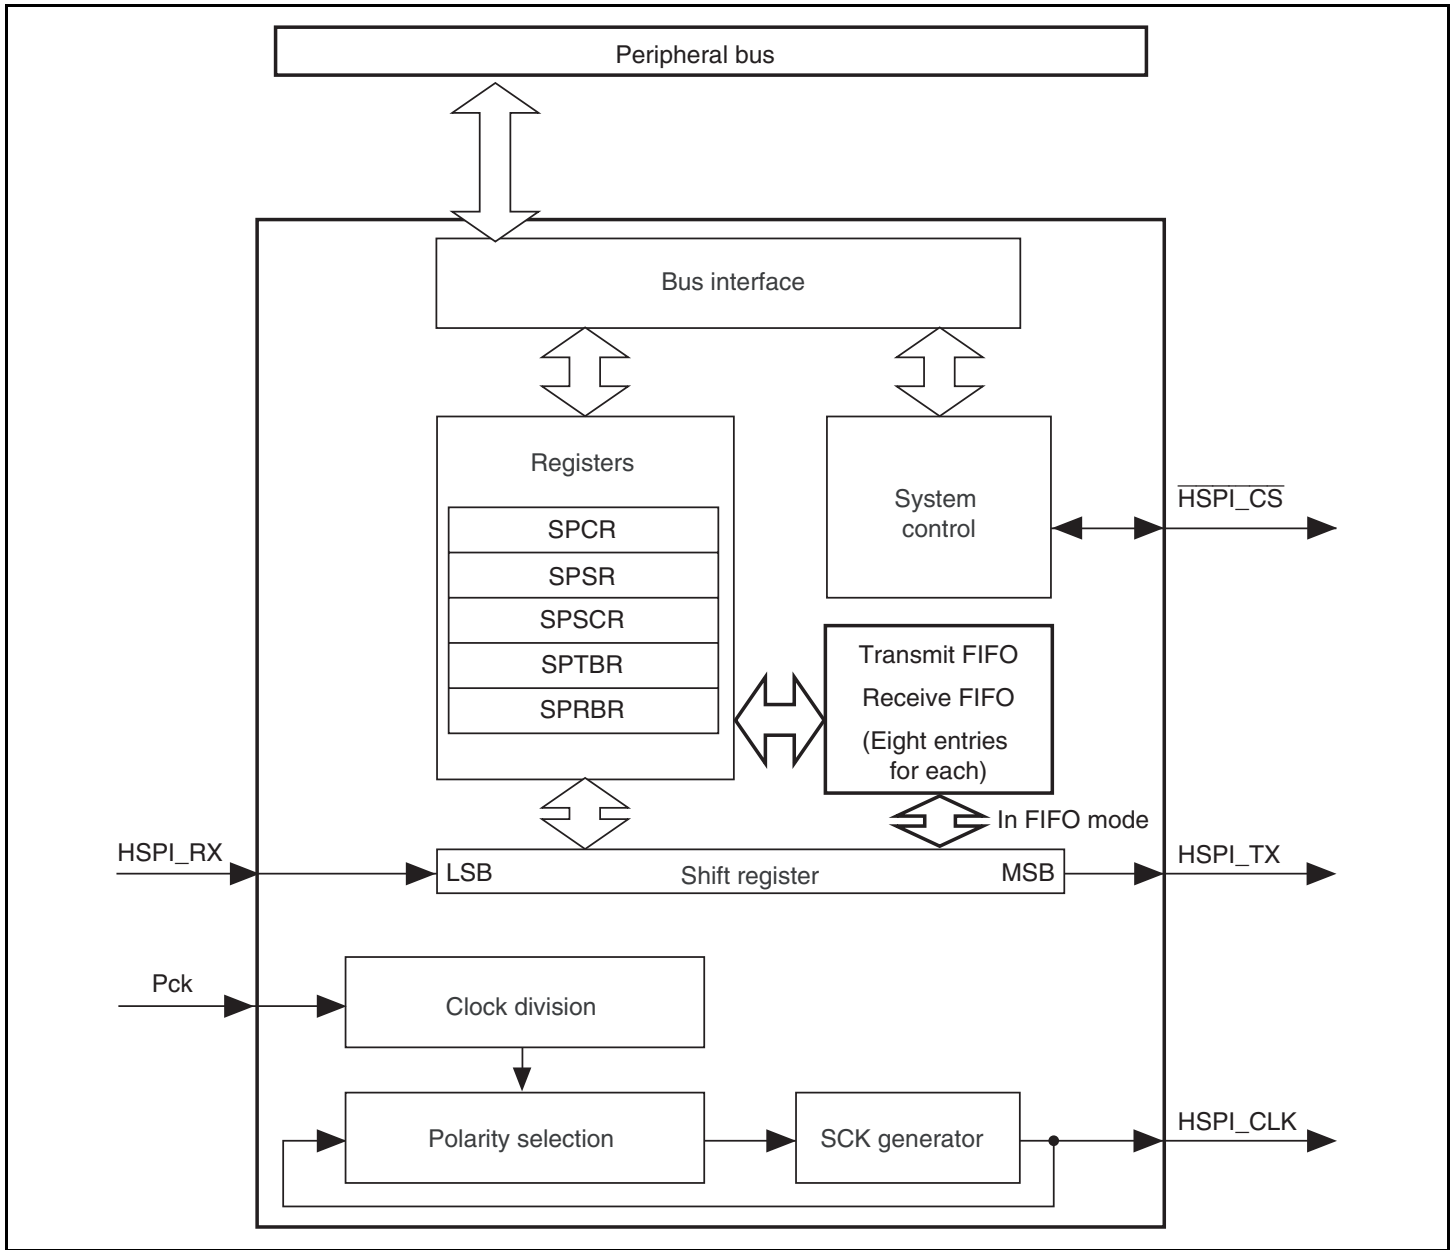 Peripheral bus
Bus interface
Registers
SPCR
SPSR
SPSCR
SPTBR
SPRBR
System
control
HSPI_CS
Transmit FIFO
Receive FIFO
(Eight entries
for each)
In FIFO mode
HSPI_RX
LSB
Shift register
MSB
HSPI_TX
Pck
Clock division
Polarity selection
SCK generator
HSPI_CLK